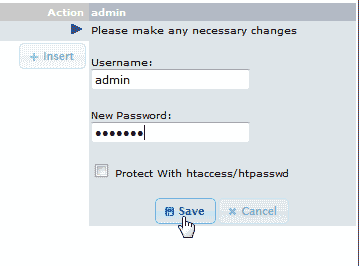 Action admin
Please make any necessary changes
+ Insert
Username:
admin
New Password:
•••••••
Protect With htaccess/htpasswd
Save
× Cancel